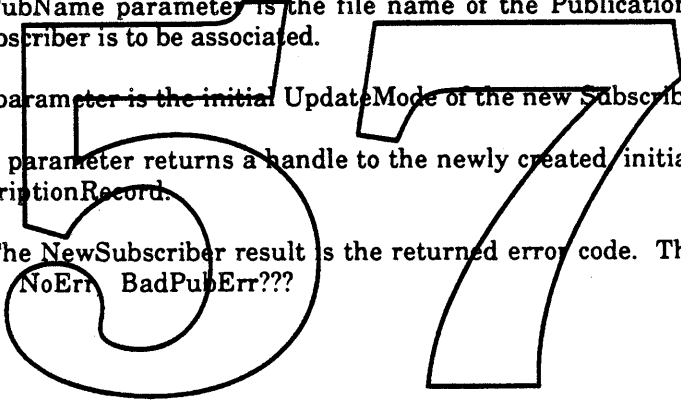 PubName parameter is the file name of the Publication
bscriber is to be associated.
parameter is the initial UpdateMode of the new Subscrib
parameter returns a handle to the newly created, initia
riptionRecord.
The NewSubscriber result is the returned error code. Th
NoErr, BadPubErr???
57